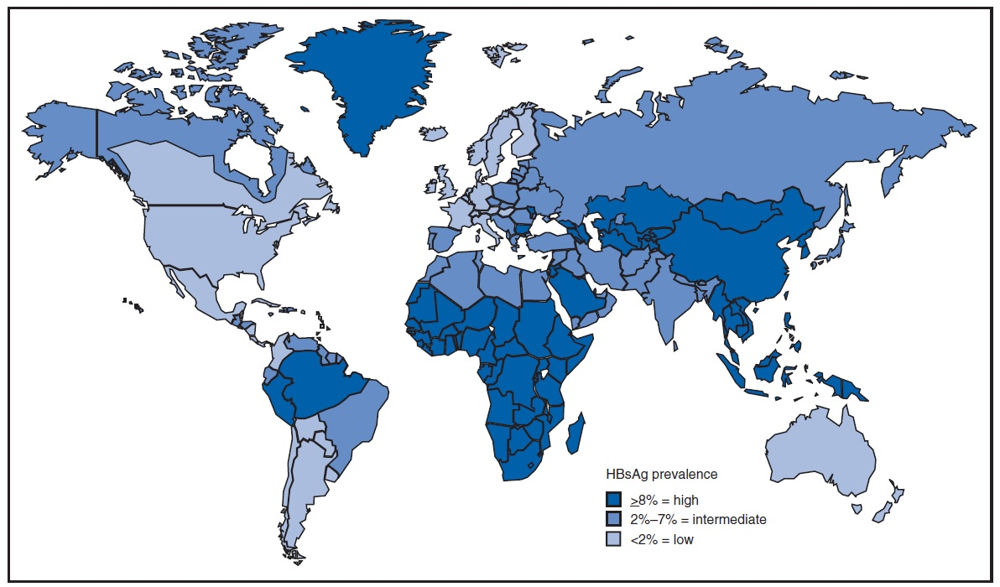 HBsAg prevalence
≥8% = high
2%–7% = intermediate
<2% = low